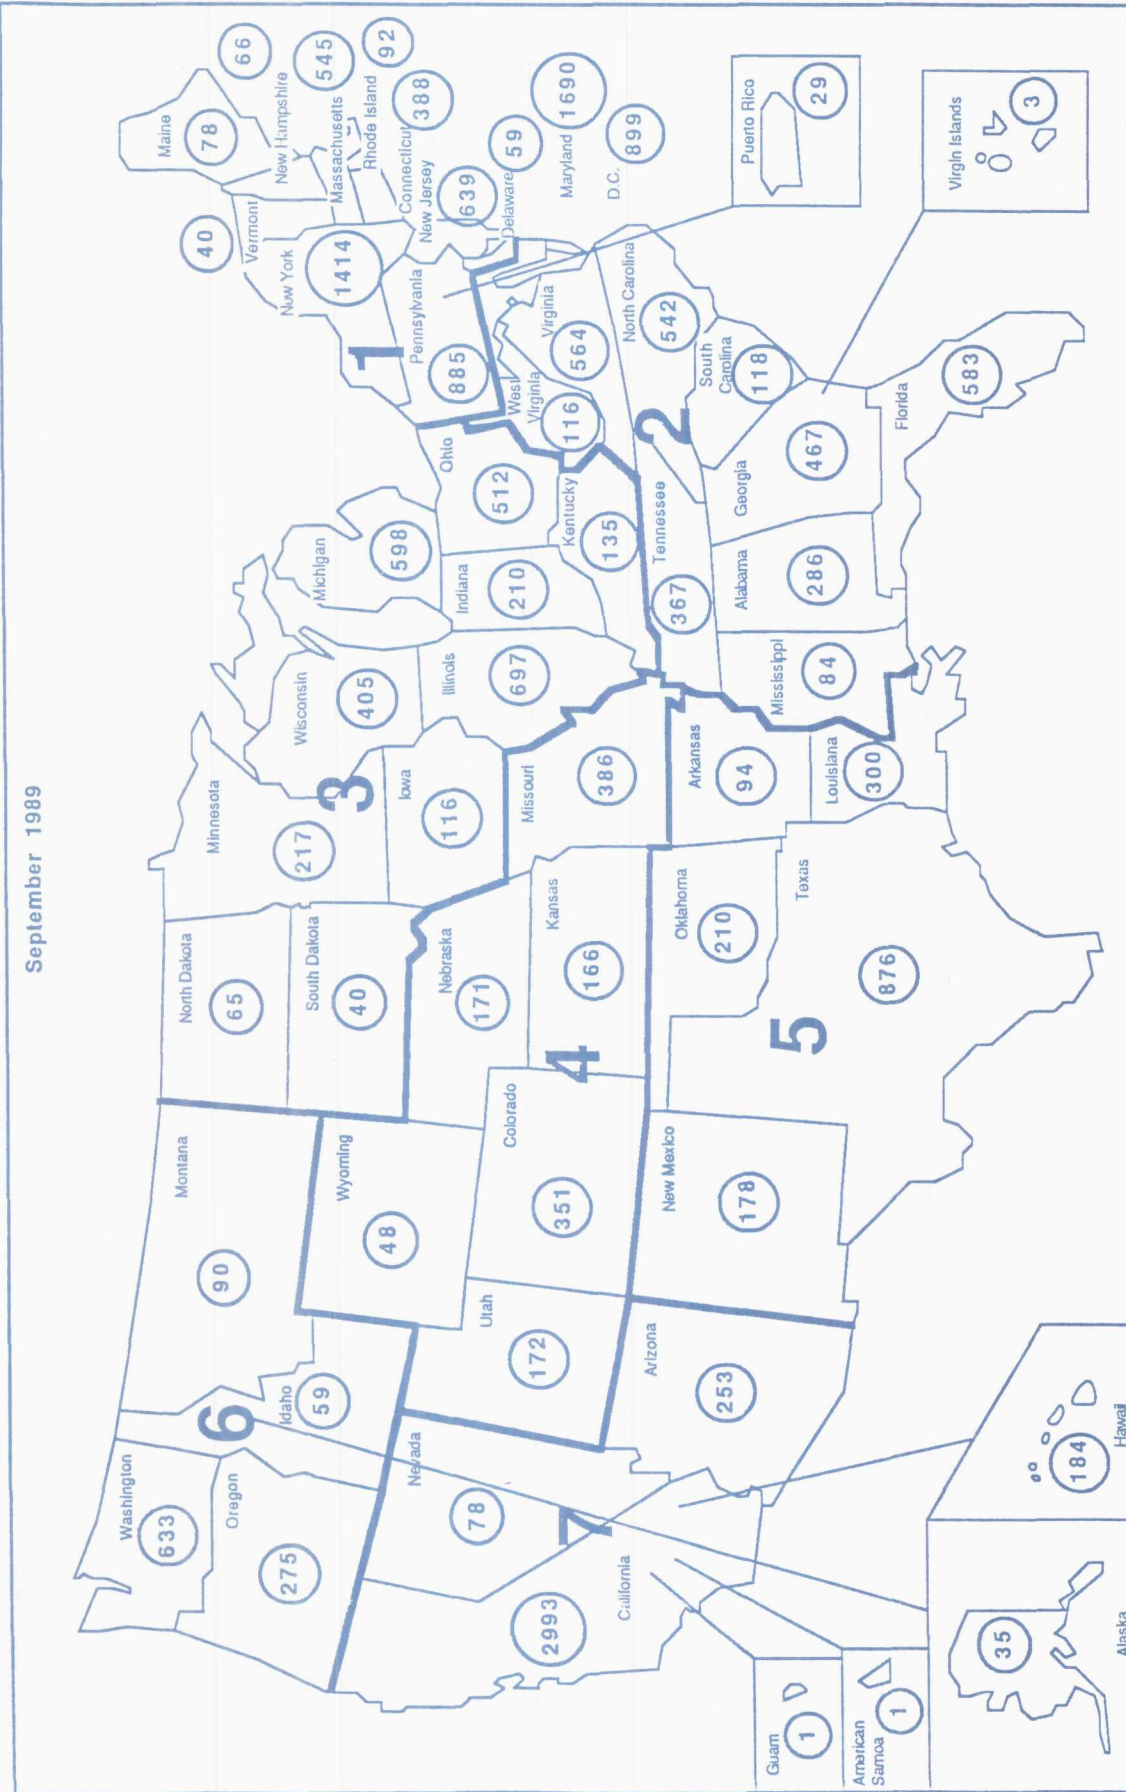 September 1989
Washington
633
Oregon
275
6
Idaho
59
Montana
90
Wyoming
48
North Dakota
65
South Dakota
40
Minnesota
217
3
Wisconsin
405
Michigan
598
Iowa
116
Illinois
697
Indiana
210
Ohio
512
Kentucky
135
Nevada
78
7
California
2993
Arizona
253
Utah
172
Colorado
351
4
Nebraska
171
Kansas
166
Missouri
386
New Mexico
178
5
Oklahoma
210
Texas
876
Arkansas
94
Louisiana
300
Mississippi
84
Alabama
286
Georgia
467
Florida
583
Tennessee
367
2
South
Carolina
118
North Carolina
542
Virginia
564
West
Virginia
116
1
Pennsylvania
885
New York
1414
Vermont
40
Maine
78
New Hampshire
66
Massachusetts
545
Rhode Island
92
Connecticut
388
New Jersey
639
Delaware
59
Maryland
1690
D.C.
899
Puerto Rico
29
Virgin Islands
3
Guam
1
American
Samoa
1
Alaska
35
Hawaii
184